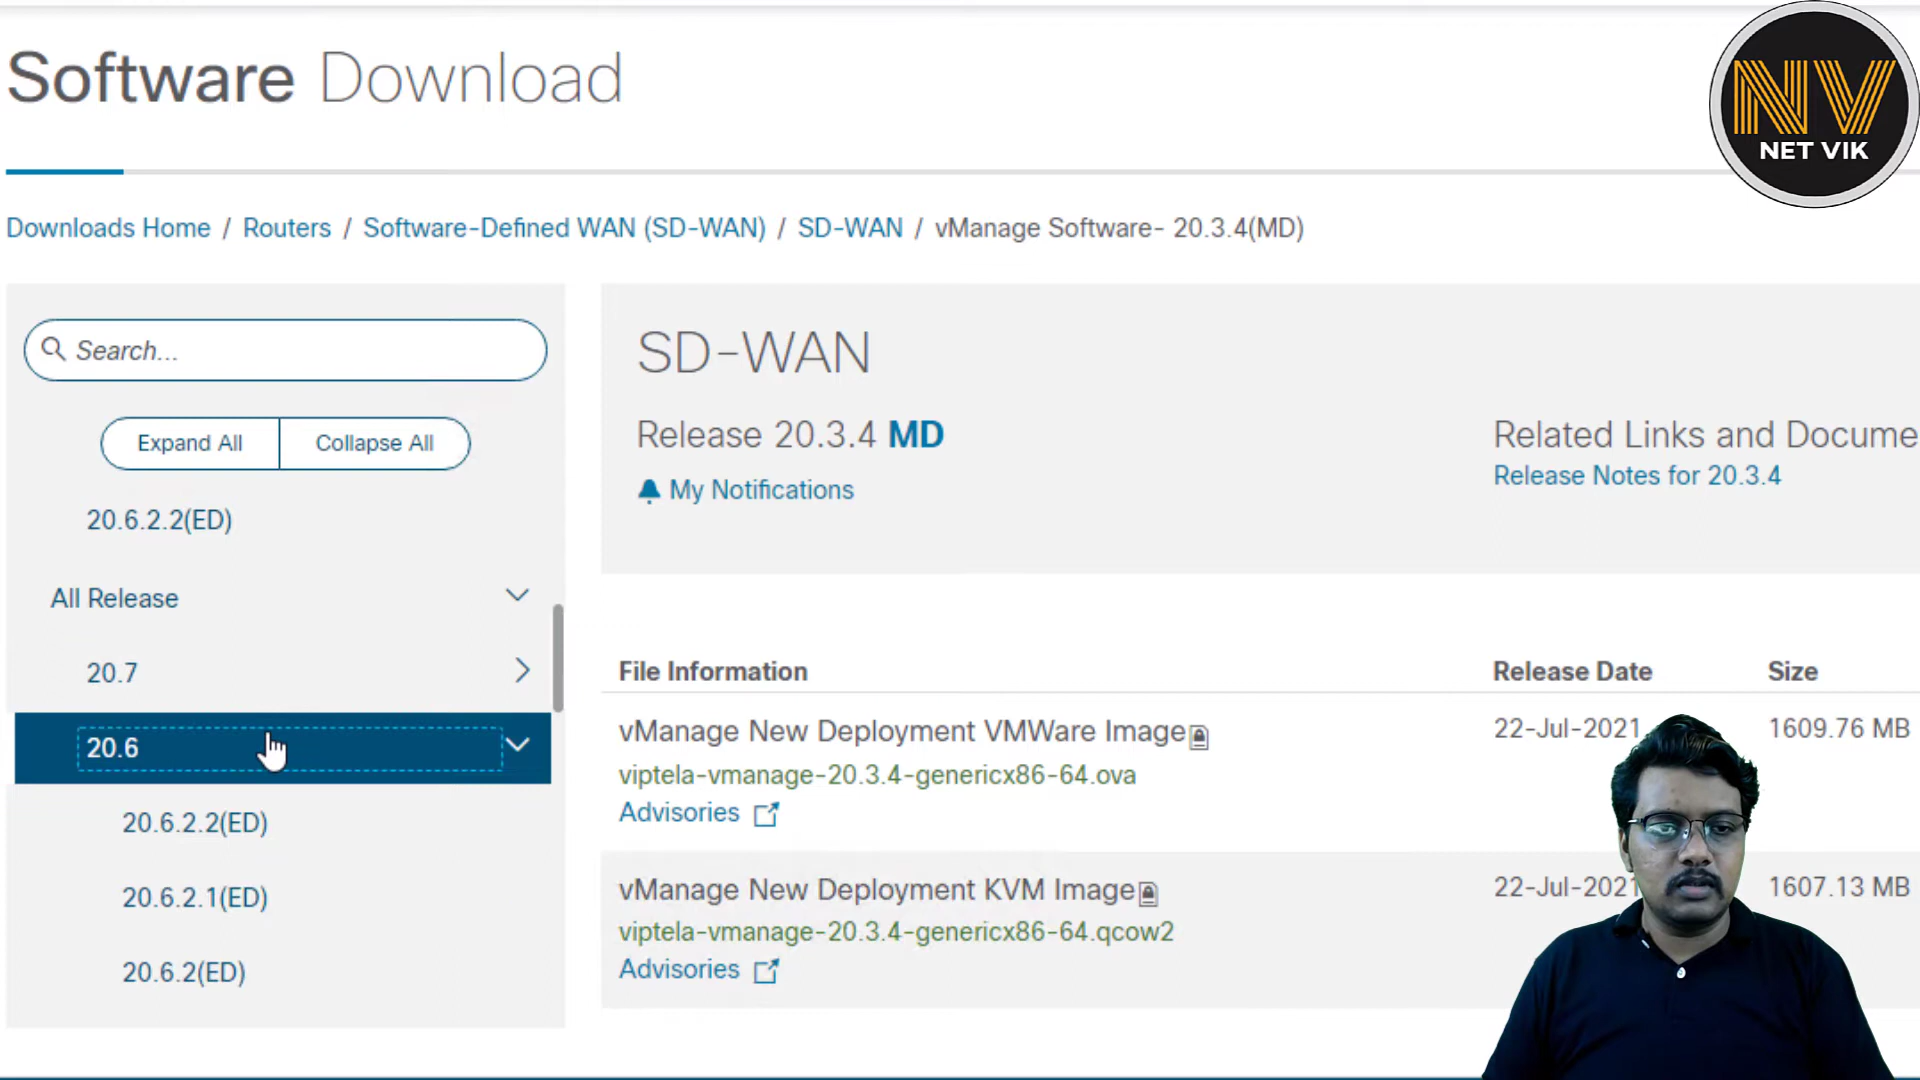 Software Download
NV
NET VIK
Downloads Home / Routers / Software-Defined WAN (SD-WAN) / SD-WAN / vManage Software- 20.3.4(MD)
Search...
Expand All
Collapse All
20.6.2.2(ED)
All Release
20.7
20.6
20.6.2.2(ED)
20.6.2.1(ED)
20.6.2(ED)
SD-WAN
Release 20.3.4 MD
My Notifications
Related Links and Docume
Release Notes for 20.3.4
File Information
Release Date
Size
vManage New Deployment VMWare Image
22-Jul-2021
1609.76 MB
viptela-vmanage-20.3.4-genericx86-64.ova
Advisories
vManage New Deployment KVM Image
22-Jul-2021
1607.13 MB
viptela-vmanage-20.3.4-genericx86-64.qcow2
Advisories